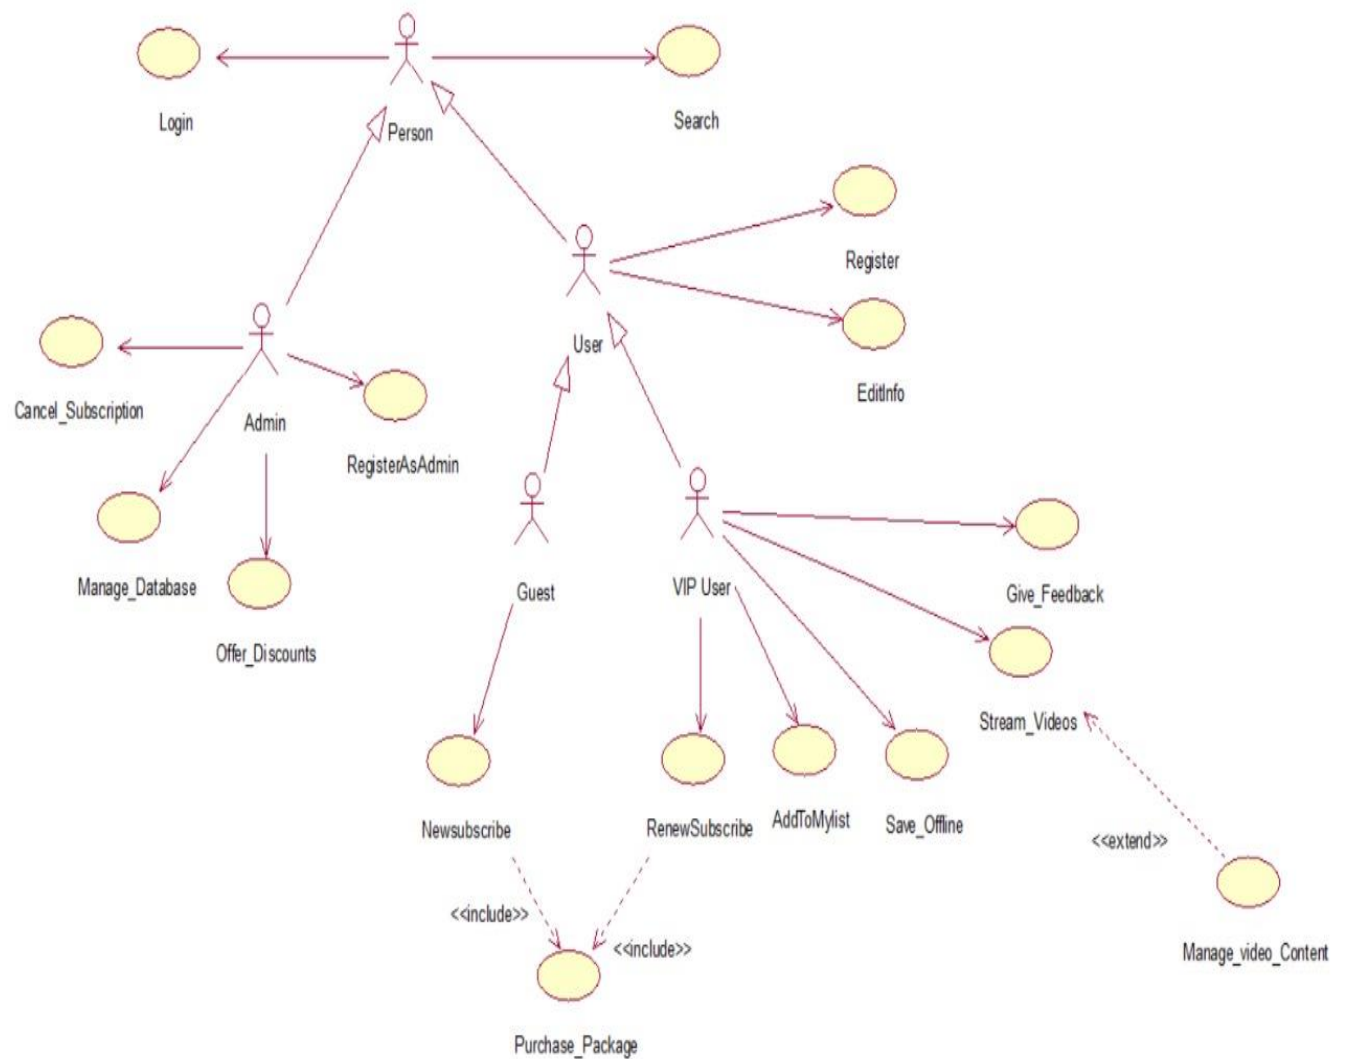 Login
Person
Search
Register
User
EditInfo
Cancel_Subscription
Admin
RegisterAsAdmin
Manage_Database
Guest
VIP User
Give_Feedback
Offer_Discounts
Stream_Videos
Newsubscribe
RenewSubscribe
AddToMylist
Save_Offline
<<extend>>
<<include>>
<<include>>
Manage_video_Content
Purchase_Package